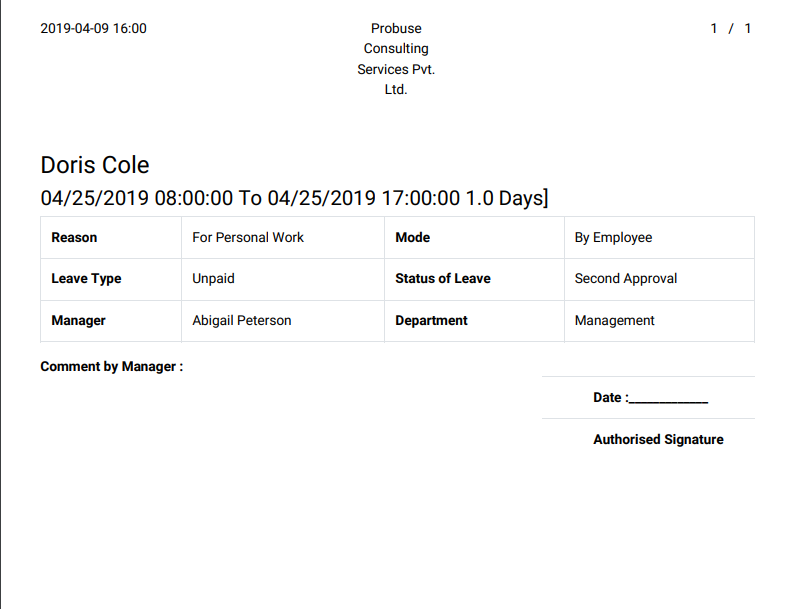 2019-04-09 16:00
Probuse
Consulting
Services Pvt.
Ltd.
1 / 1
Doris Cole
04/25/2019 08:00:00 To 04/25/2019 17:00:00 1.0 Days]
Reason For Personal Work Mode By Employee
Leave Type Unpaid Status of Leave Second Approval
Manager Abigail Peterson Department Management
Comment by Manager :
Date :_____________
Authorised Signature